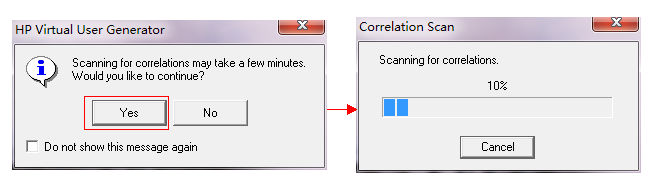 HP Virtual User Generator
Scanning for correlations may take a few minutes.
Would you like to continue?
Yes
No
Do not show this message again
Correlation Scan
Scanning for correlations.
10%
Cancel